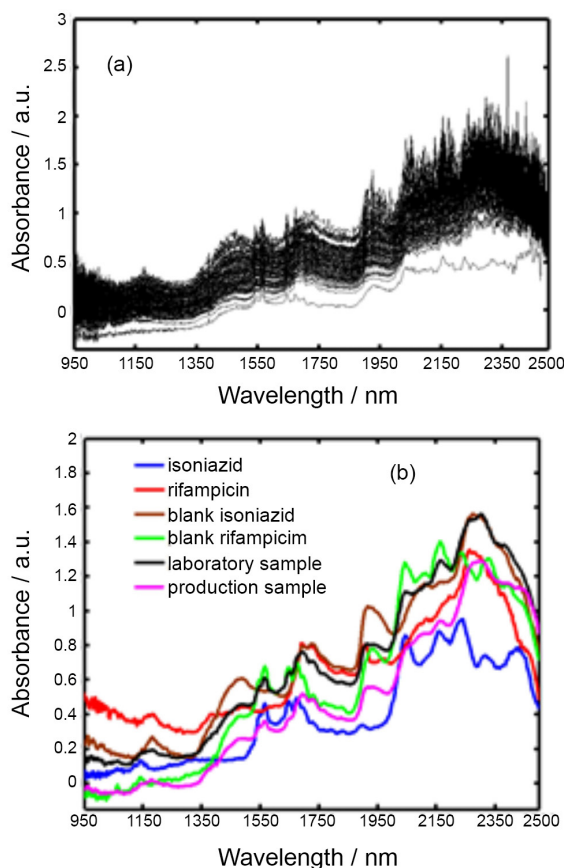 3
(a)
2.5
2
1.5
1
0.5
0
Absorbance / a.u.
950 1150 1350 1550 1750 1950 2150 2350 2500
Wavelength / nm
2
isoniazid
(b)
1.8
rifampicin
1.6
blank isoniazid
blank rifampicim
1.4
laboratory sample
1.2
production sample
1
0.8
0.6
0.4
0.2
0
Absorbance / a.u.
950 1150 1350 1550 1750 1950 2150 2350 2500
Wavelength / nm